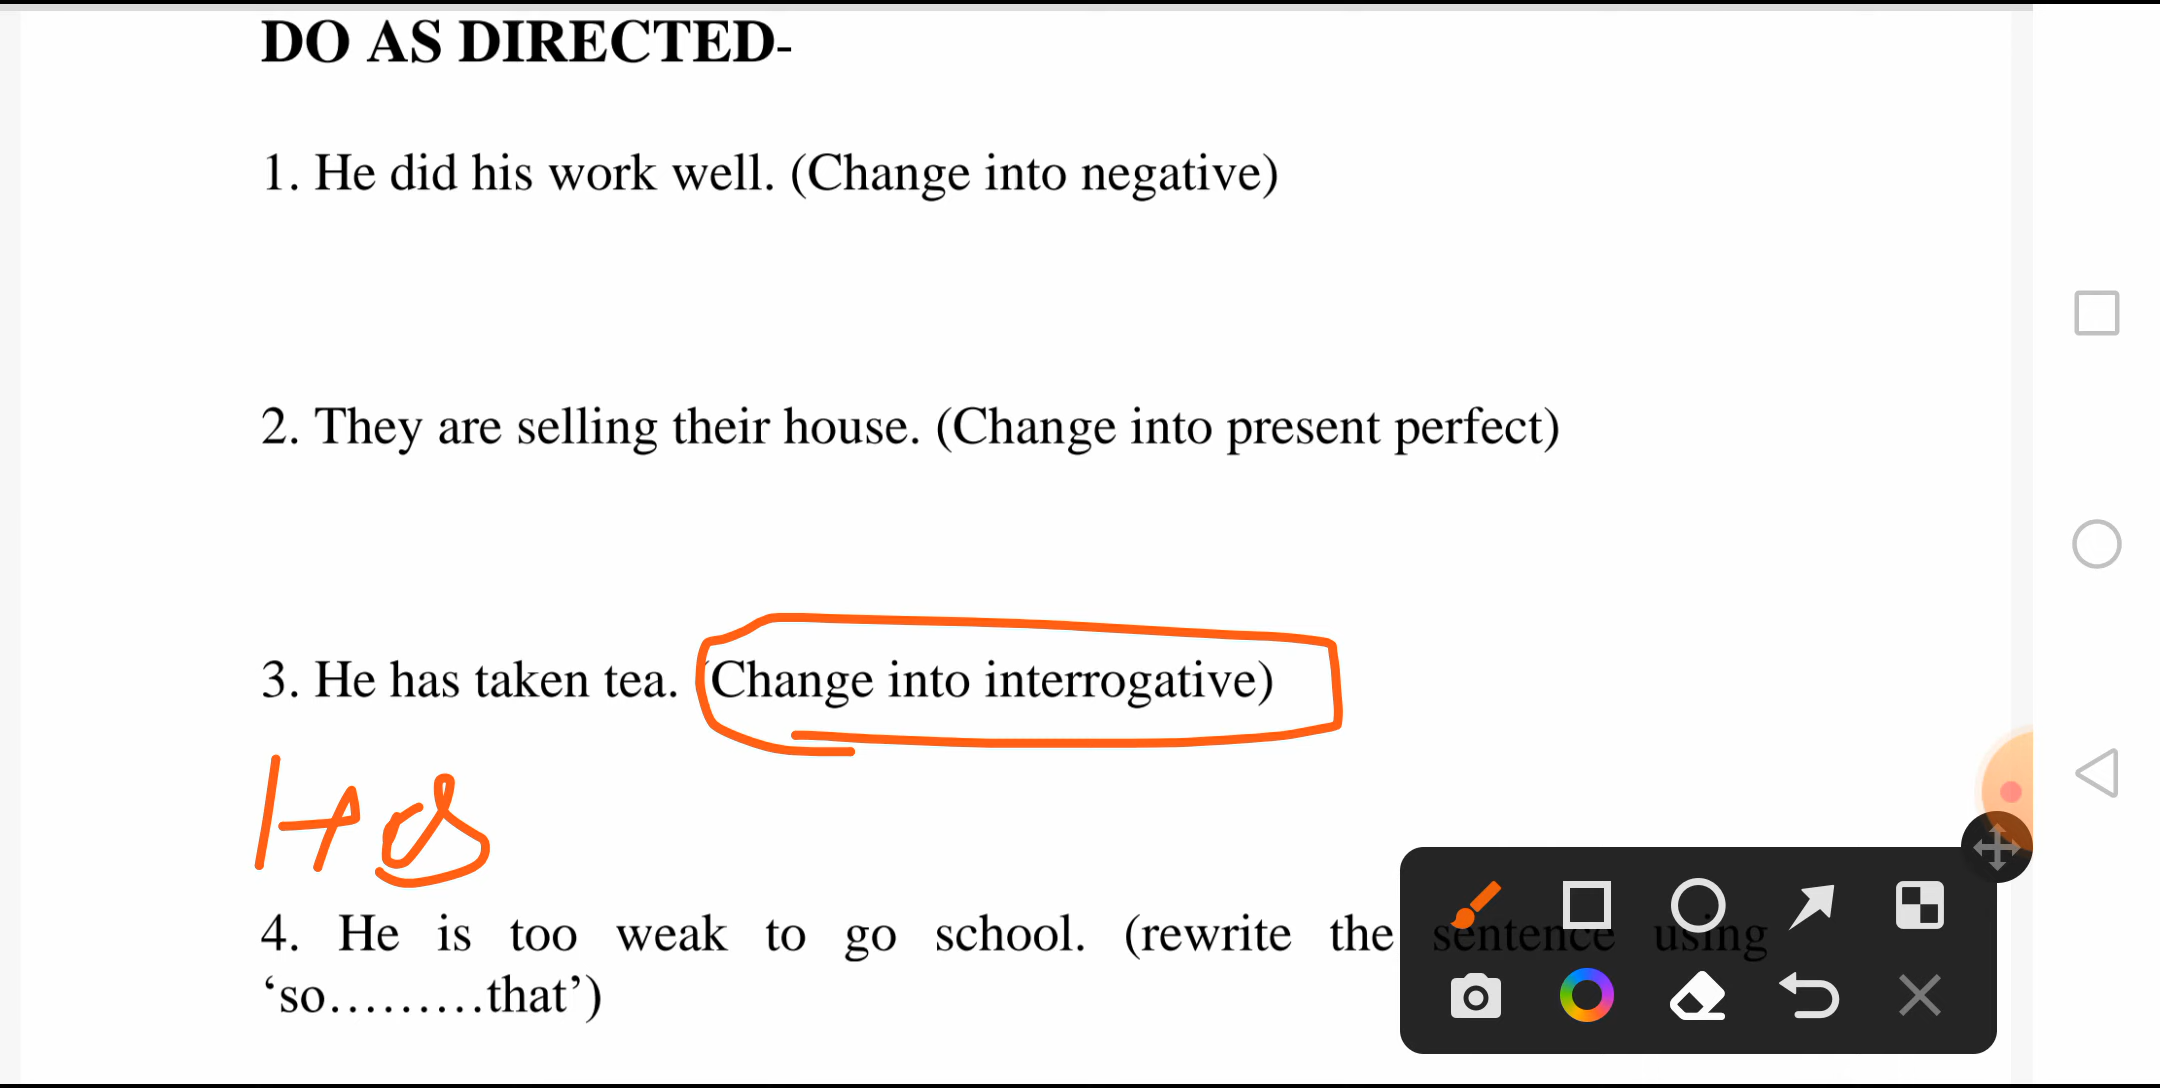 DO AS DIRECTED-
1. He did his work well. (Change into negative)
2. They are selling their house. (Change into present perfect)
3. He has taken tea. (Change into interrogative)
Has
4. He is too weak to go school. (rewrite the sentence using
‘so………that’)